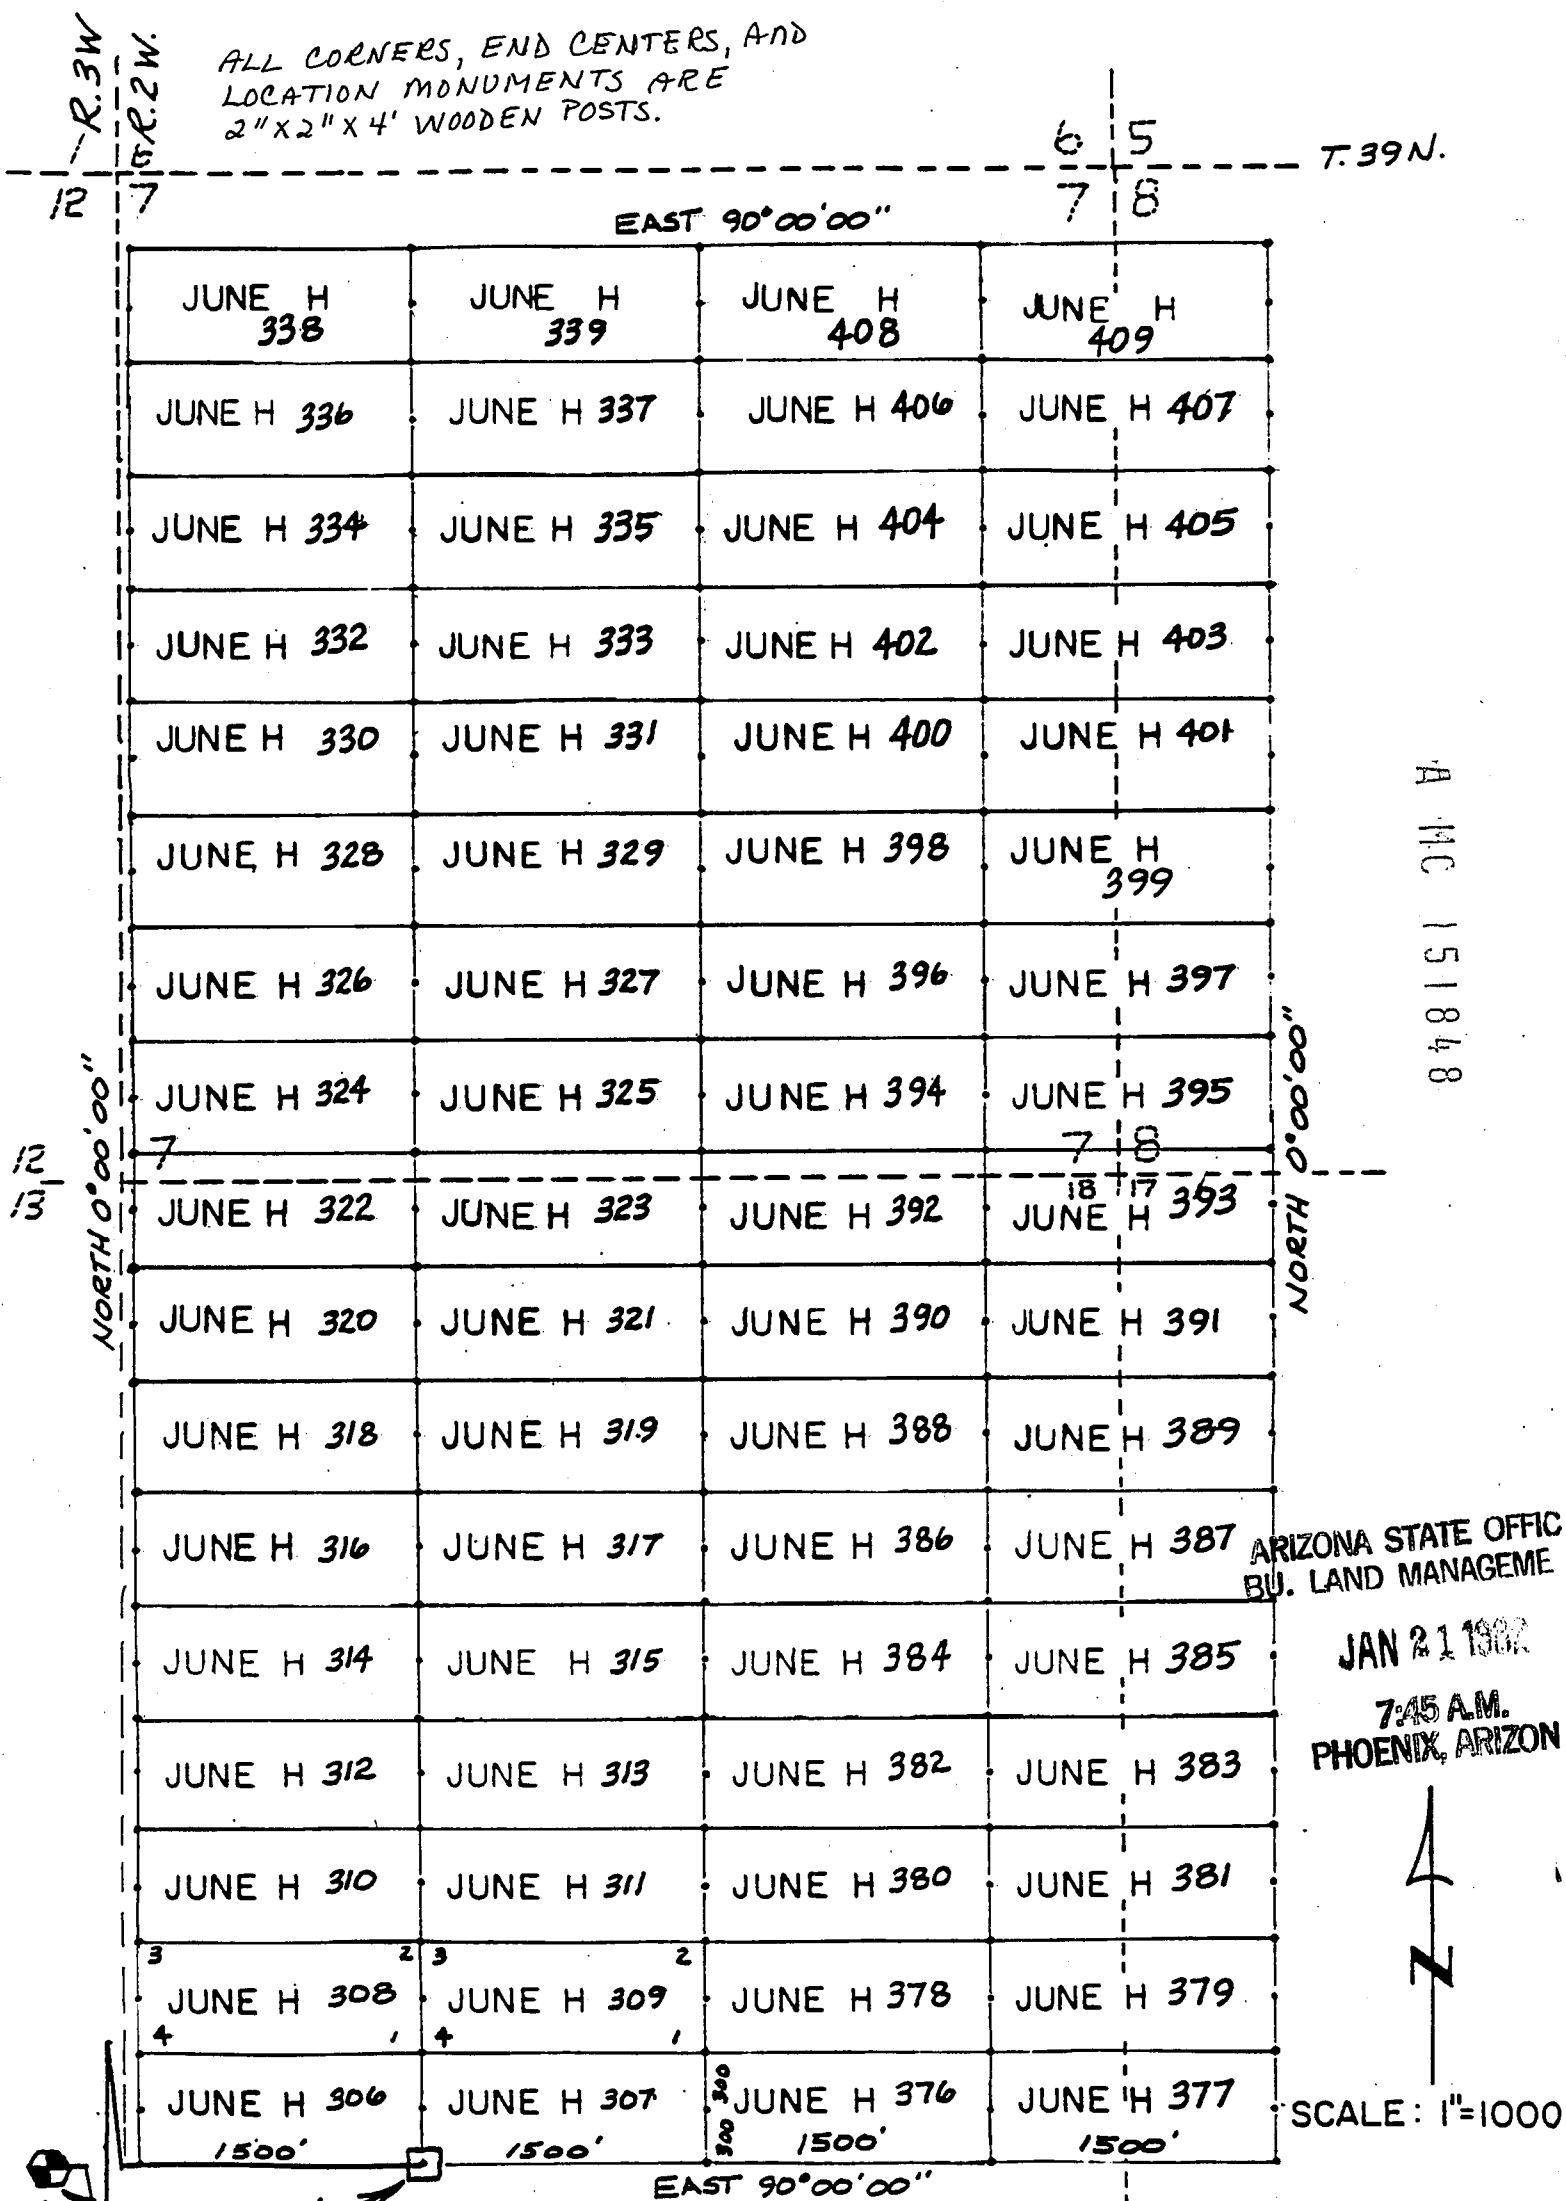 R.3W
R.2W.
ALL CORNERS, END CENTERS, AND
LOCATION MONUMENTS ARE
2"X2"X4' WOODEN POSTS.
6 5
T.39N.
12 7
7 8
EAST 90°00'00"
JUNE H 338
JUNE H 339
JUNE H 408
JUNE H 409
JUNE H 336
JUNE H 337
JUNE H 406
JUNE H 407
JUNE H 334
JUNE H 335
JUNE H 404
JUNE H 405
JUNE H 332
JUNE H 333
JUNE H 402
JUNE H 403
JUNE H 330
JUNE H 331
JUNE H 400
JUNE H 401
JUNE H 328
JUNE H 329
JUNE H 398
JUNE H 399
JUNE H 326
JUNE H 327
JUNE H 396
JUNE H 397
JUNE H 324
JUNE H 325
JUNE H 394
JUNE H 395
A MC 151848
NORTH 0°00'00"
NORTH 0°00'00"
12 7
7 8
13
18 17
JUNE H 322
JUNE H 323
JUNE H 392
JUNE H 393
JUNE H 320
JUNE H 321
JUNE H 390
JUNE H 391
JUNE H 318
JUNE H 319
JUNE H 388
JUNE H 389
JUNE H 316
JUNE H 317
JUNE H 386
JUNE H 387
ARIZONA STATE OFFIC
BU. LAND MANAGEME
JAN 21 1982
7:45 A.M.
PHOENIX, ARIZON
JUNE H 314
JUNE H 315
JUNE H 384
JUNE H 385
JUNE H 312
JUNE H 313
JUNE H 382
JUNE H 383
JUNE H 310
JUNE H 311
JUNE H 380
JUNE H 381
N
3 2 3 2
JUNE H 308
JUNE H 309
JUNE H 378
JUNE H 379
4 1 4 1
JUNE H 306
JUNE H 307
JUNE H 376
JUNE H 377
300 300
1500' 1500' 1500' 1500'
SCALE: 1"=1000
EAST 90°00'00"